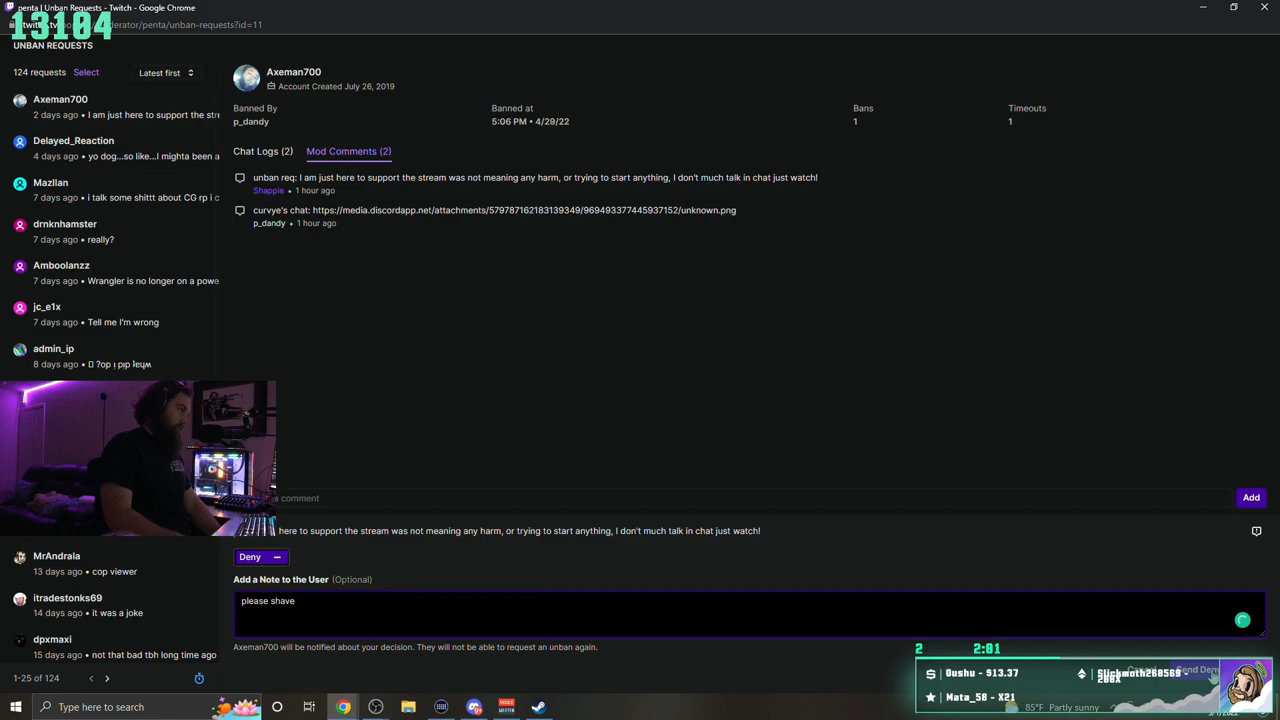 penta | Unban Requests - Twitch - Google Chrome
13104
derator/penta/unban-requests?id=11
UNBAN REQUESTS
124 requests Select Latest first
Axeman700
2 days ago • I am just here to support the stre
Delayed_Reaction
4 days ago • yo dog...so like...I mighta been a
Mazllan
7 days ago • i talk some shittt about CG rp i c
drnknhamster
7 days ago • really?
Amboolanzz
7 days ago • Wrangler is no longer on a powe
jc_e1x
7 days ago • Tell me I'm wrong
admin_ip
8 days ago •
MrAndrala
13 days ago • cop viewer
itradestonks69
14 days ago • it was a joke
dpxmaxi
15 days ago • not that bad tbh long time ago
1-25 of 124
Axeman700
Account Created July 26, 2019
Banned By Banned at Bans Timeouts
p_dandy 5:06 PM • 4/29/22 1 1
Chat Logs (2) Mod Comments (2)
unban req: I am just here to support the stream was not meaning any harm, or trying to start anything, I don't much talk in chat just watch!
Shappie • 1 hour ago
curvye's chat: https://media.discordapp.net/attachments/579787162183139349/969493377445937152/unknown.png
p_dandy • 1 hour ago
comment Add
here to support the stream was not meaning any harm, or trying to start anything, I don't much talk in chat just watch!
Deny
Add a Note to the User (Optional)
please shave
Axeman700 will be notified about your decision. They will not be able to request an unban again.
2 2:01
Oushu - $13.37
Mata_58 - X21
Type here to search
85°F Partly sunny